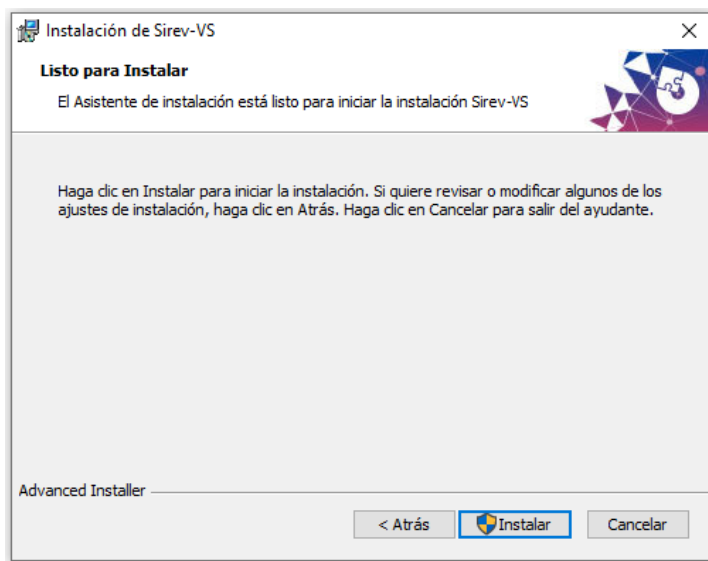 Instalación de Sirev-VS
Listo para Instalar
El Asistente de instalación está listo para iniciar la instalación Sirev-VS
Haga clic en Instalar para iniciar la instalación. Si quiere revisar o modificar algunos de los
ajustes de instalación, haga clic en Atrás. Haga clic en Cancelar para salir del ayudante.
Advanced Installer
< Atrás
Instalar
Cancelar